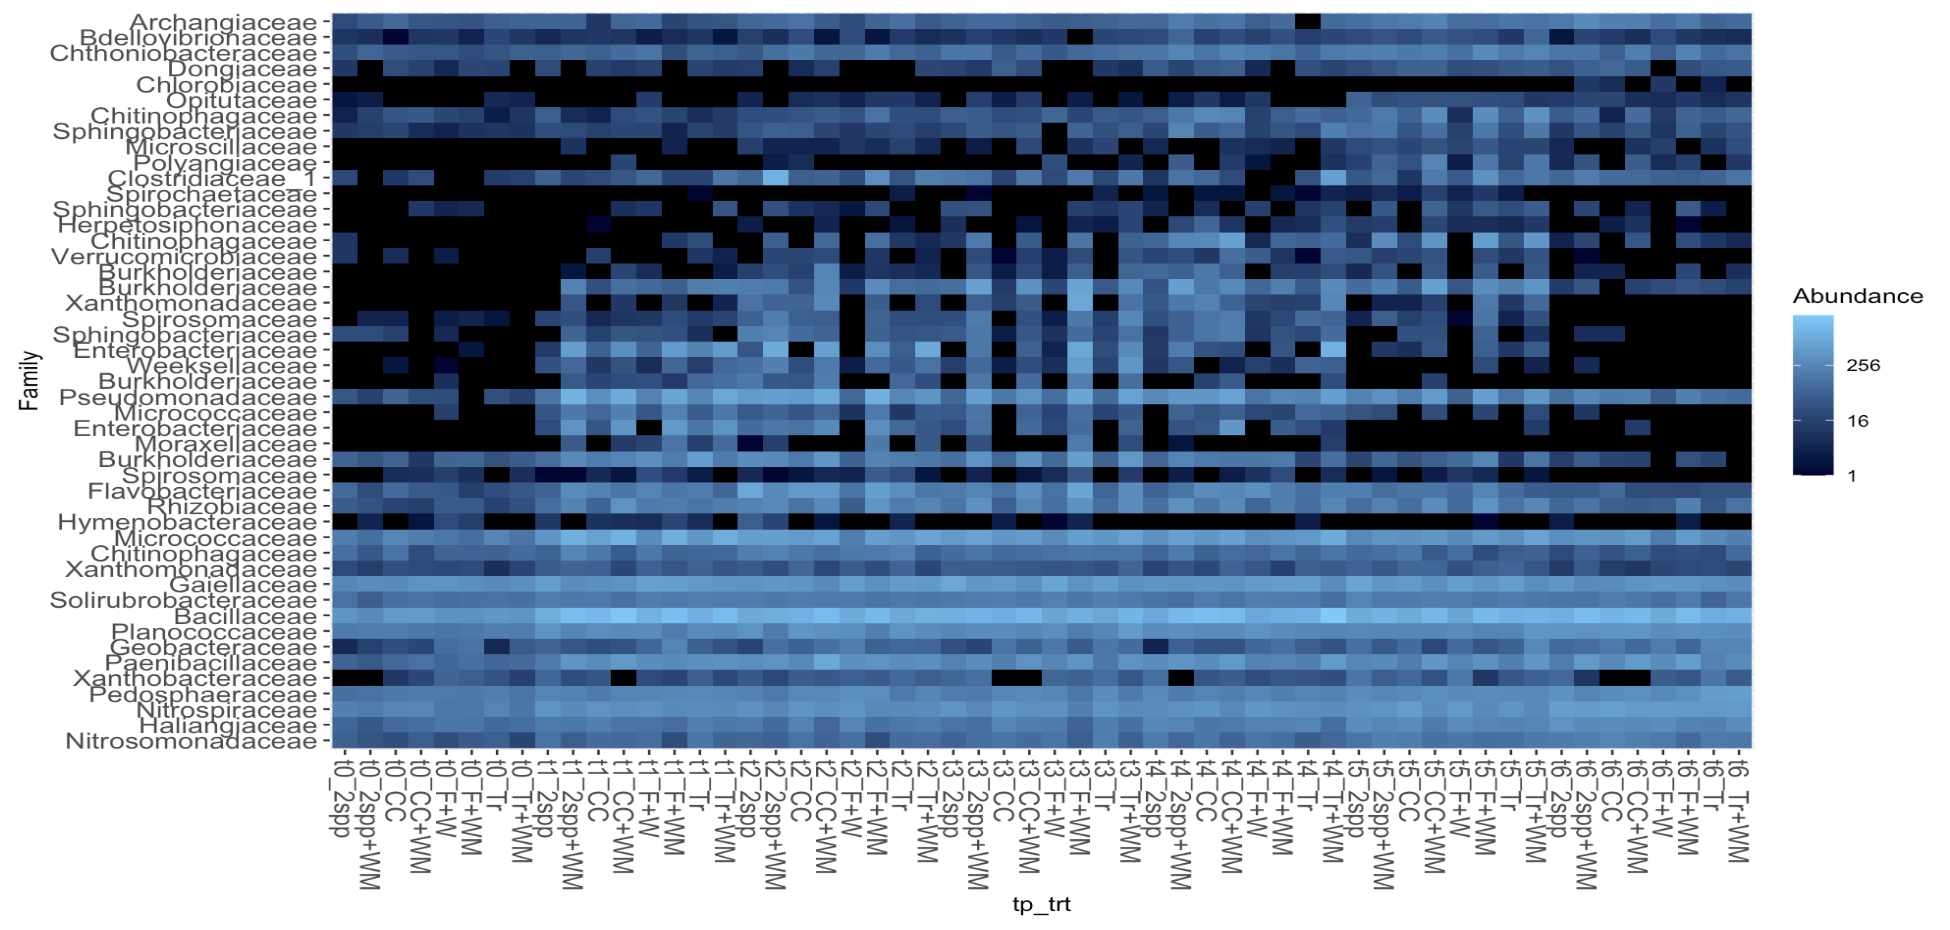 Archangiaceae
Bdellovibrionaceae
Chthoniobacteraceae
Dongiaceae
Chlorobiaceae
Opitutaceae
Chitinophagaceae
Sphingobacteriaceae
Microscillaceae
Polyangiaceae
Clostridiaceae_1
Spirochaetaceae
Sphingobacteriaceae
Herpetosiphonaceae
Chitinophagaceae
Verrucomicrobiaceae
Burkholderiaceae
Burkholderiaceae
Xanthomonadaceae
Spirosomaceae
Sphingobacteriaceae
Enterobacteriaceae
Weeksellaceae
Burkholderiaceae
Pseudomonadaceae
Micrococcaceae
Enterobacteriaceae
Moraxellaceae
Burkholderiaceae
Spirosomaceae
Flavobacteriaceae
Rhizobiaceae
Hymenobacteraceae
Micrococcaceae
Chitinophagaceae
Xanthomonadaceae
Gaiellaceae
Solirubrobacteraceae
Bacillaceae
Planococcaceae
Geobacteraceae
Paenibacillaceae
Xanthobacteraceae
Pedosphaeraceae
Nitrospiraceae
Haliangiaceae
Nitrosomonadaceae
Family
t0_2spp
t0_2spp+WM
t0_CC
t0_CC+WM
t0_F+W
t0_F+WM
t0_Tr
t0_Tr+WM
t1_2spp
t1_2spp+WM
t1_CC
t1_CC+WM
t1_F+W
t1_F+WM
t1_Tr
t1_Tr+WM
t2_2spp
t2_2spp+WM
t2_CC
t2_CC+WM
t2_F+W
t2_F+WM
t2_Tr
t2_Tr+WM
t3_2spp
t3_2spp+WM
t3_CC
t3_CC+WM
t3_F+W
t3_F+WM
t3_Tr
t3_Tr+WM
t4_2spp
t4_2spp+WM
t4_CC
t4_CC+WM
t4_F+W
t4_F+WM
t4_Tr
t4_Tr+WM
t5_2spp
t5_2spp+WM
t5_CC
t5_CC+WM
t5_F+W
t5_F+WM
t5_Tr
t5_Tr+WM
t6_2spp
t6_2spp+WM
t6_CC
t6_CC+WM
t6_F+W
t6_F+WM
t6_Tr
t6_Tr+WM
tp_trt
Abundance
256
16
1